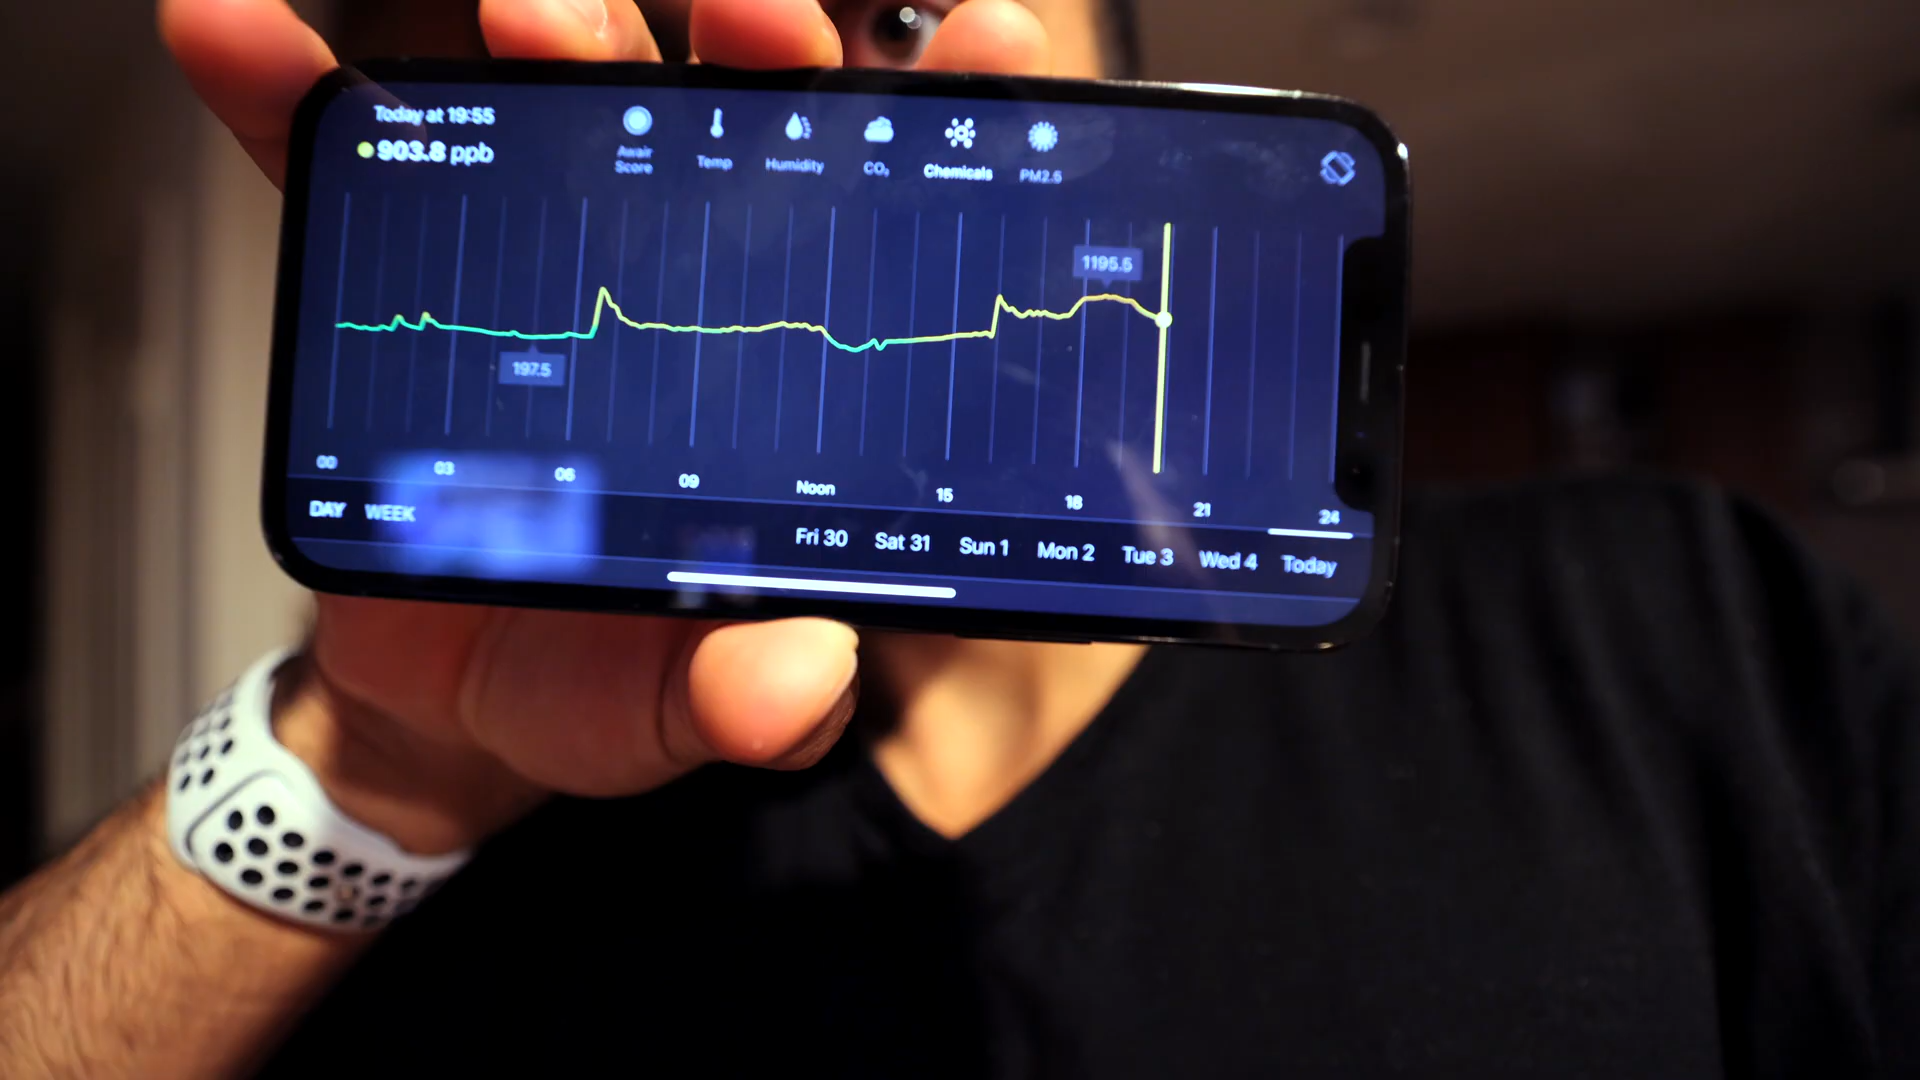 Today at 19:55
903.8 ppb
Awair Score
Temp
Humidity
CO₂
Chemicals
PM2.5
1195.5
197.5
00 03 06 09 Noon 15 18 21 24
DAY WEEK
Fri 30 Sat 31 Sun 1 Mon 2 Tue 3 Wed 4 Today